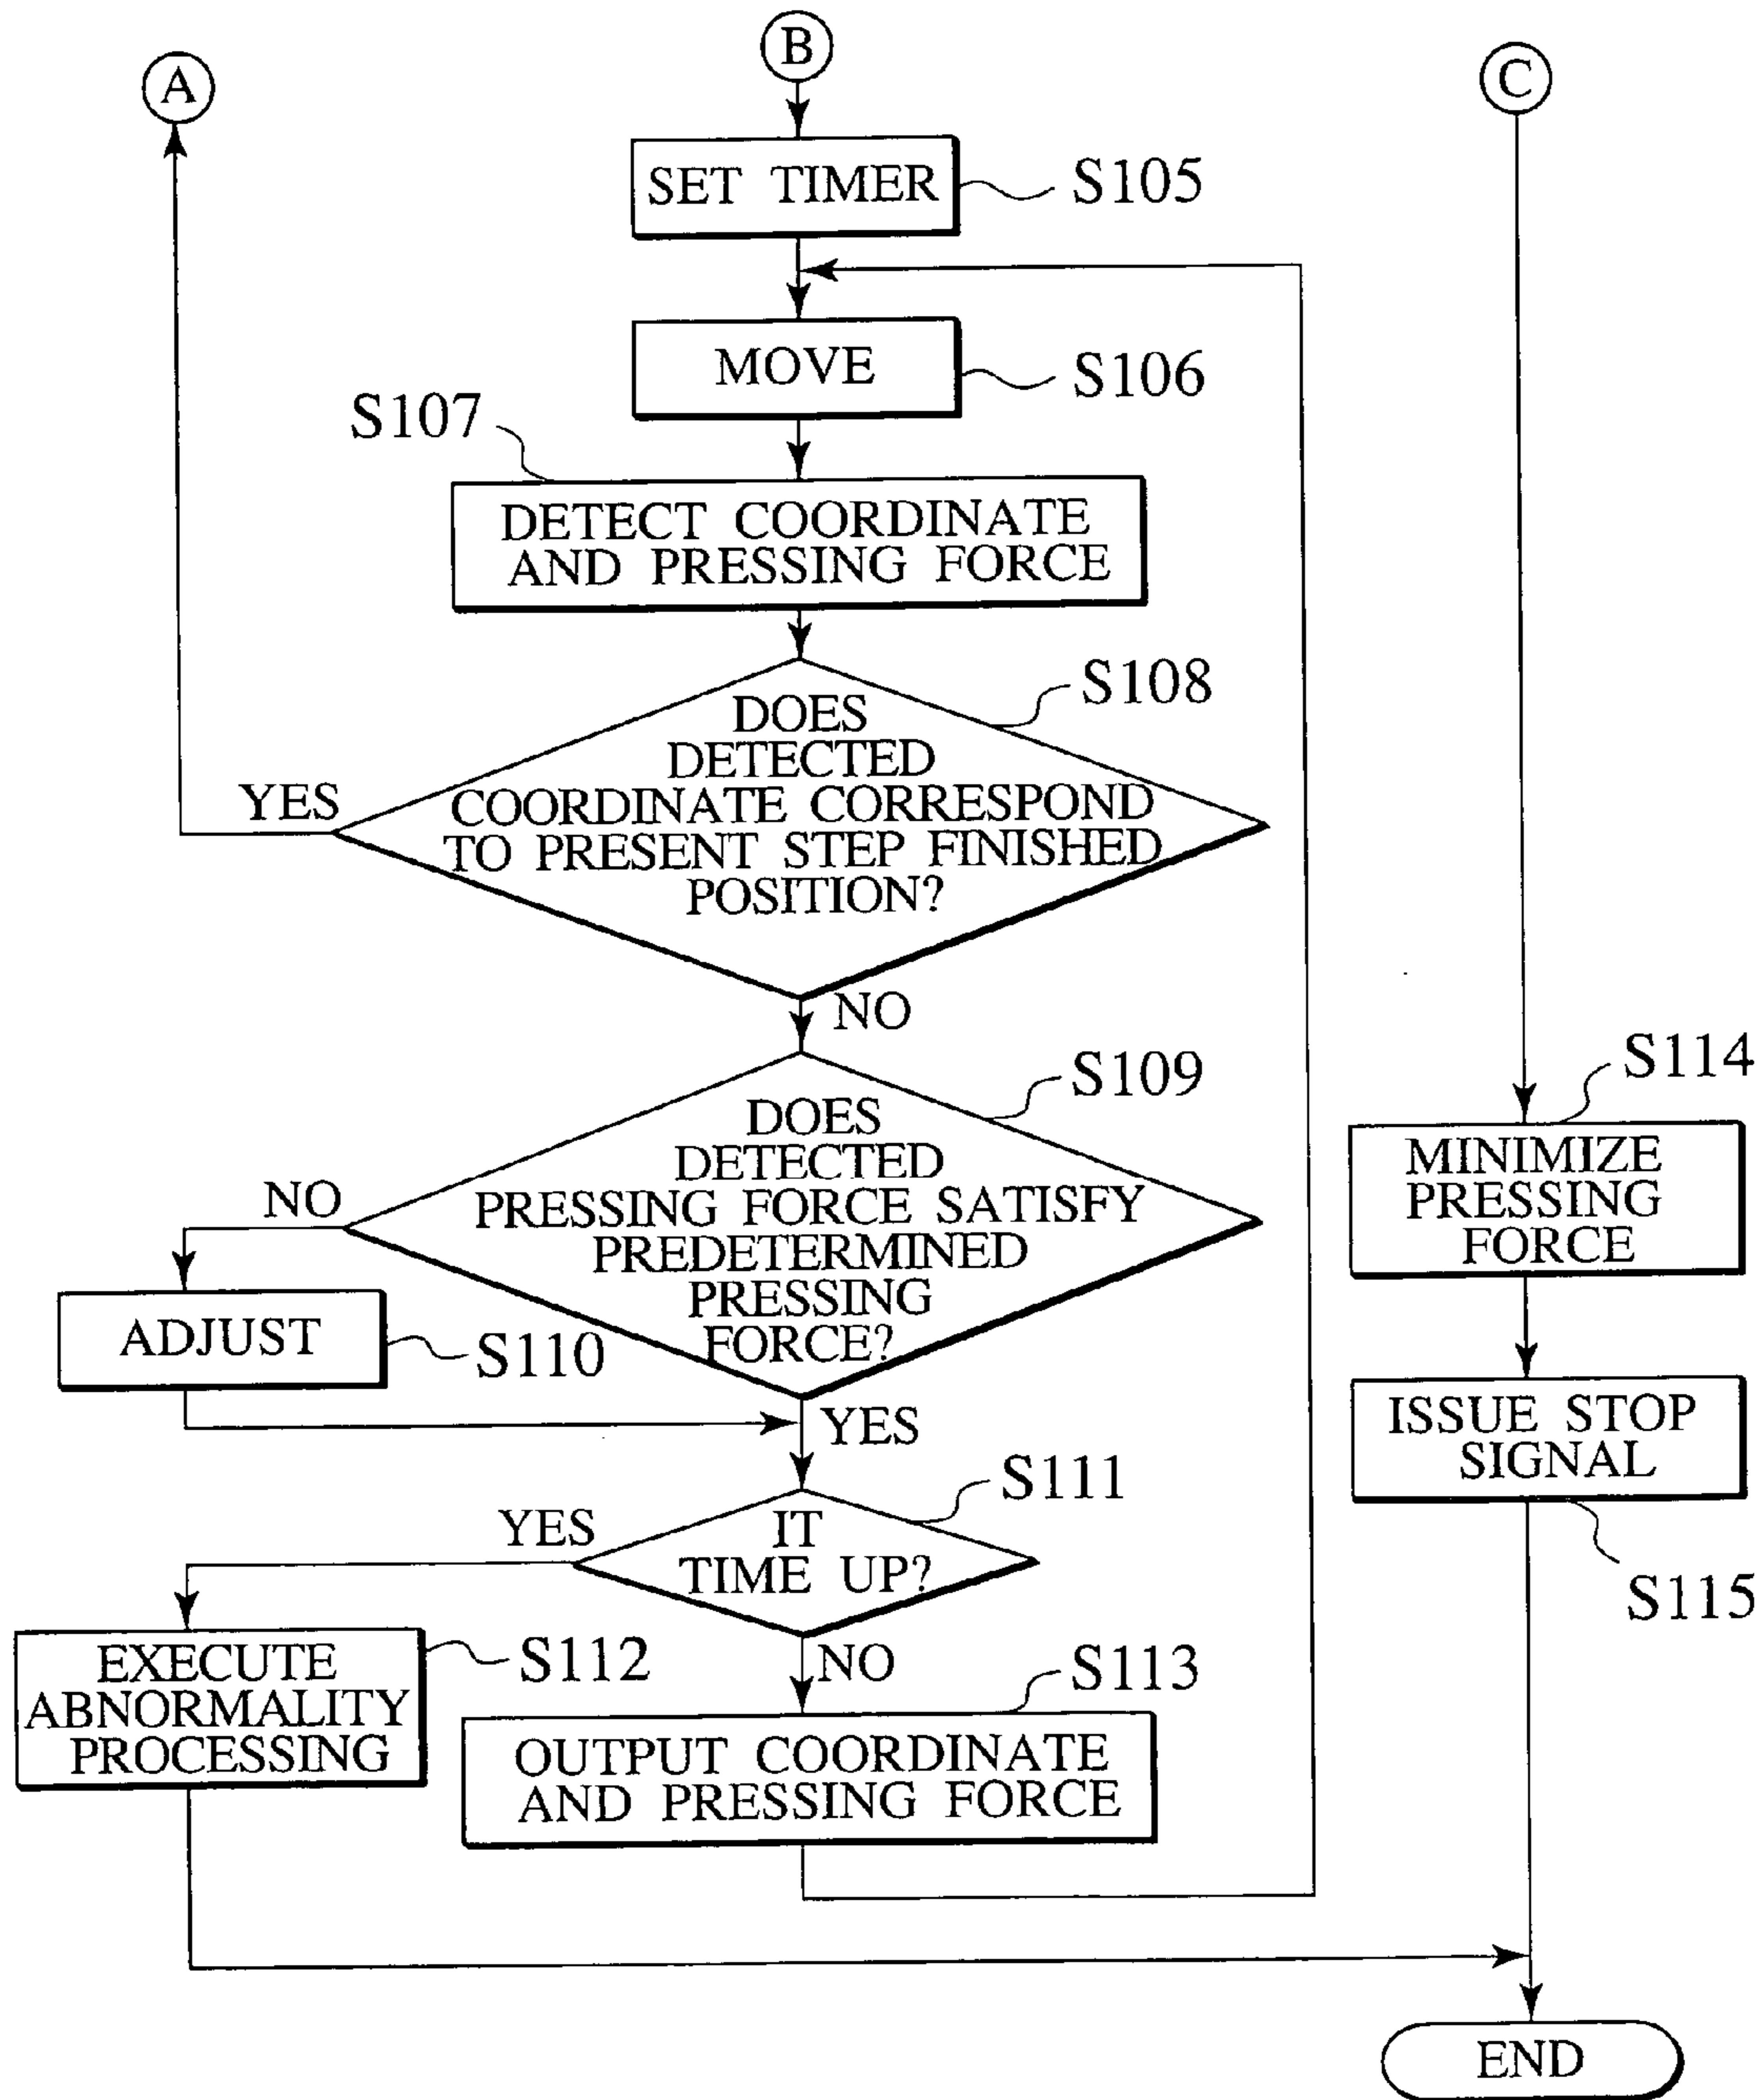 B
A
C
SET TIMER
S105
MOVE
S106
S107
DETECT COORDINATE
AND PRESSING FORCE
S108
DOES
DETECTED
COORDINATE CORRESPOND
TO PRESENT STEP FINISHED
POSITION?
YES
NO
S109
DOES
DETECTED
PRESSING FORCE SATISFY
PREDETERMINED
PRESSING
FORCE?
NO
ADJUST
S110
YES
S111
IT
TIME UP?
YES
EXECUTE
ABNORMALITY
PROCESSING
S112
NO
S113
OUTPUT COORDINATE
AND PRESSING FORCE
S114
MINIMIZE
PRESSING
FORCE
ISSUE STOP
SIGNAL
S115
END